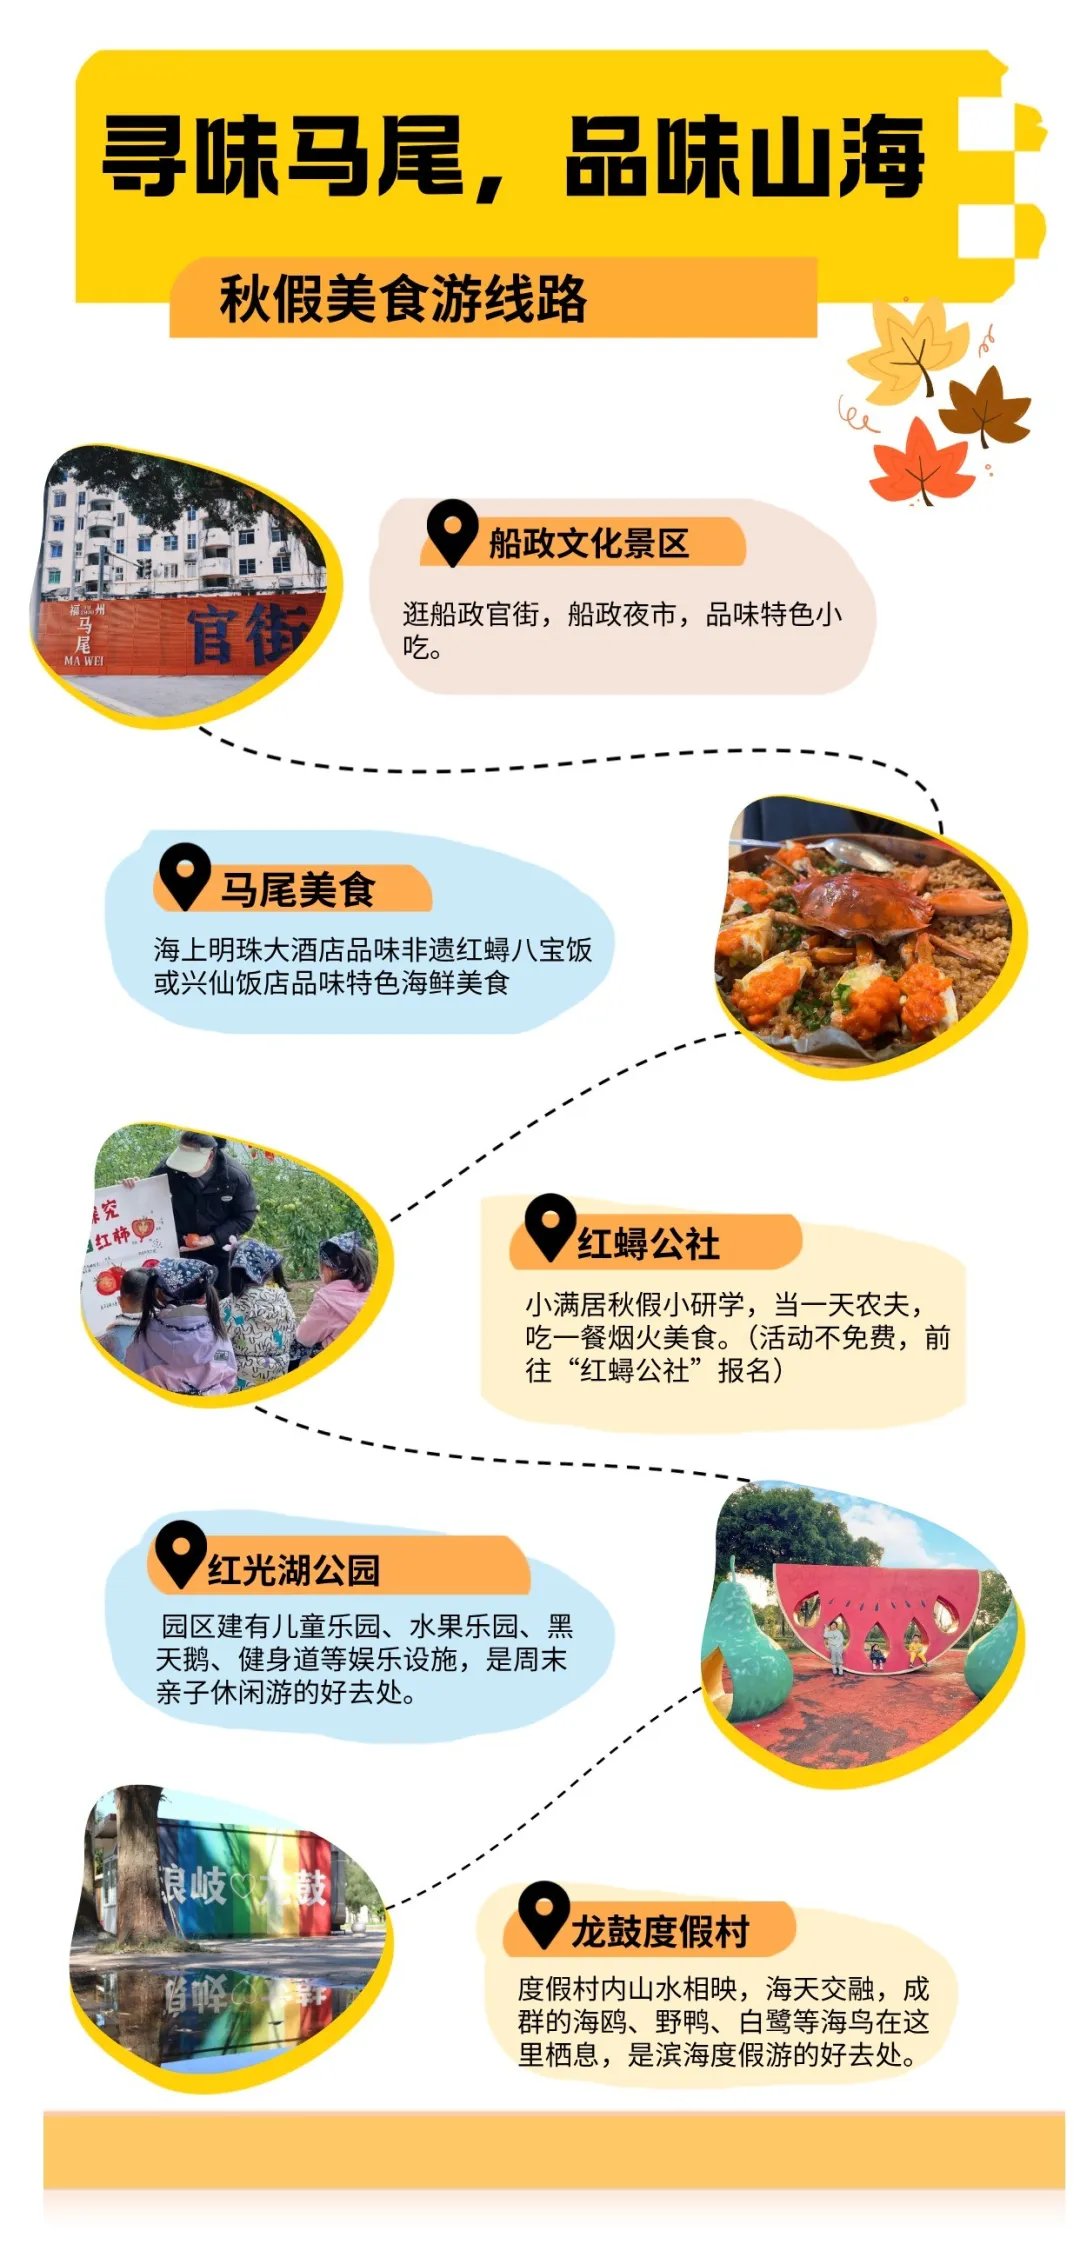 寻味马尾，品味山海
秋假美食游线路
福州
马尾
MA WEI
官街
船政文化景区
逛船政官街，船政夜市，品味特色小
吃。
马尾美食
海上明珠大酒店品味非遗红蟳八宝饭
或兴仙饭店品味特色海鲜美食
究
红柿
红蟳公社
小满居秋假小研学，当一天农夫，
吃一餐烟火美食。（活动不免费，前
往“红蟳公社”报名）
红光湖公园
园区建有儿童乐园、水果乐园、黑
天鹅、健身道等娱乐设施，是周末
亲子休闲游的好去处。
琅岐♡龙鼓
龙鼓度假村
度假村内山水相映，海天交融，成
群的海鸥、野鸭、白鹭等海鸟在这
里栖息，是滨海度假游的好去处。